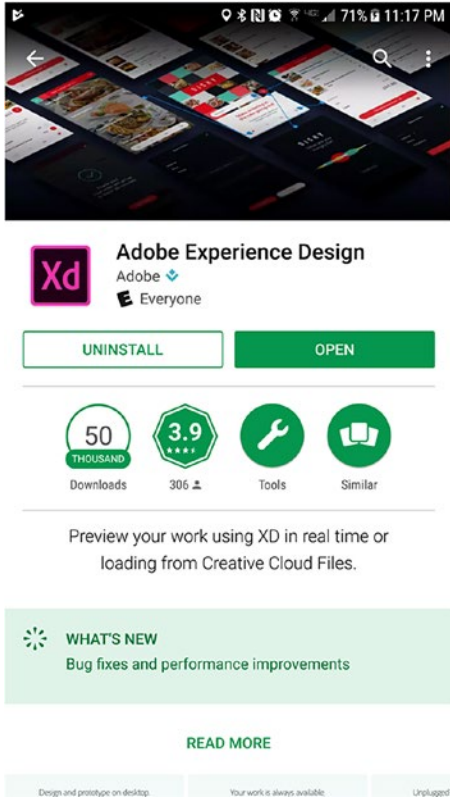 71% 11:17 PM
Xd
Adobe Experience Design
Adobe
E Everyone
UNINSTALL
OPEN
50
THOUSAND
Downloads
3.9
306
Tools
Similar
Preview your work using XD in real time or
loading from Creative Cloud Files.
WHAT'S NEW
Bug fixes and performance improvements
READ MORE
Design and prototype on desktop.
Your work is always available.
Unplugged